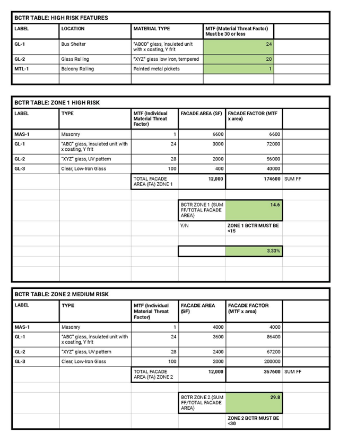 BCTR TABLE: HIGH RISK FEATURES
LABEL LOCATION MATERIAL TYPE MTF (Material Threat Factor) Must be 30 or less
GL-1 Bus Shelter "ABCD" glass, insulated unit with x coating, Y frit 24
GL-2 Glass Railing "XYZ" glass low iron, tempered 28
MTL-1 Balcony Railing Painted metal pickets 1
BCTR TABLE: ZONE 1 HIGH RISK
LABEL TYPE MTF (Individual Material Threat Factor) FACADE AREA (SF) FACADE FACTOR (MTF x area)
MAS-1 Masonry 1 6600 6600
GL-1 "ABC" glass, insulated unit with x coating, Y frit 24 3000 72000
GL-2 "XYZ" glass, UV pattern 28 2000 56000
GL-3 Clear, Low-Iron Glass 100 400 40000
TOTAL FACADE AREA (FA) ZONE 1 12,000 174600 SUM FF
BCTR ZONE 1 (SUM FF/TOTAL FACADE AREA) 14.6
Y/N ZONE 1 BCTR MUST BE <15
3.33%
BCTR TABLE: ZONE 2 MEDIUM RISK
LABEL TYPE MTF (Individual Material Threat Factor) FACADE AREA (SF) FACADE FACTOR (MTF x area)
MAS-1 Masonry 1 4000 4000
GL-1 "ABC" glass, insulated unit with x coating, Y frit 24 3600 86400
GL-2 "XYZ" glass, UV pattern 28 2400 67200
GL-3 Clear, Low-Iron Glass 100 2000 200000
TOTAL FACADE AREA (FA) ZONE 2 12,000 357600 SUM FF
BCTR ZONE 2 (SUM FF/TOTAL FACADE AREA) 29.8
ZONE 2 BCTR MUST BE <30